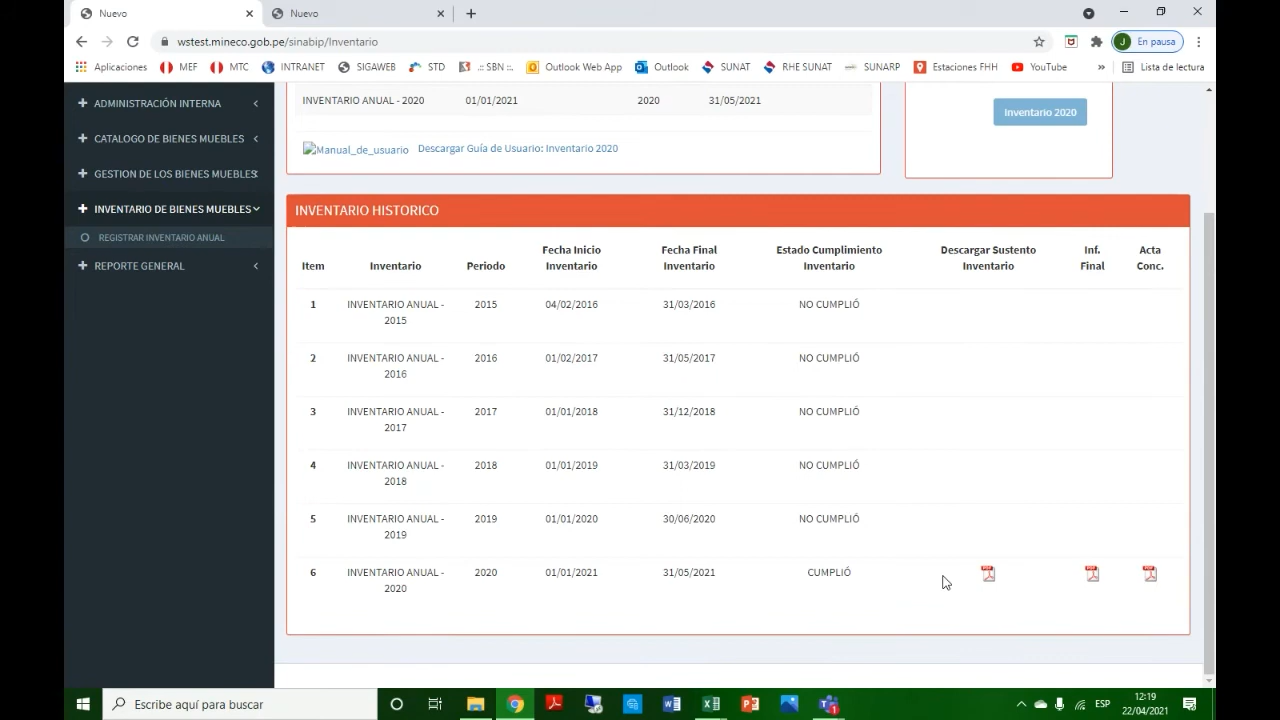 Nuevo
Nuevo
wstest.mineco.gob.pe/sinabip/Inventario
J En pausa
Aplicaciones MEF MTC INTRANET SIGAWEB STD .:: SBN ::. Outlook Web App Outlook SUNAT RHE SUNAT SUNARP Estaciones FHH YouTube » Lista de lectura
ADMINISTRACIÓN INTERNA
CATALOGO DE BIENES MUEBLES
GESTION DE LOS BIENES MUEBLES
INVENTARIO DE BIENES MUEBLES
REGISTRAR INVENTARIO ANUAL
REPORTE GENERAL
INVENTARIO ANUAL - 2020 01/01/2021 2020 31/05/2021
Inventario 2020
Manual_de_usuario Descargar Guía de Usuario: Inventario 2020
INVENTARIO HISTORICO
Fecha Inicio Fecha Final Estado Cumplimiento Descargar Sustento Inf. Acta
Item Inventario Periodo Inventario Inventario Inventario Inventario Final Conc.
1 INVENTARIO ANUAL - 2015 04/02/2016 31/03/2016 NO CUMPLIÓ
2015
2 INVENTARIO ANUAL - 2016 01/02/2017 31/05/2017 NO CUMPLIÓ
2016
3 INVENTARIO ANUAL - 2017 01/01/2018 31/12/2018 NO CUMPLIÓ
2017
4 INVENTARIO ANUAL - 2018 01/01/2019 31/03/2019 NO CUMPLIÓ
2018
5 INVENTARIO ANUAL - 2019 01/01/2020 30/06/2020 NO CUMPLIÓ
2019
6 INVENTARIO ANUAL - 2020 01/01/2021 31/05/2021 CUMPLIÓ PDF PDF PDF
2020
Escribe aquí para buscar
ESP
12:19
22/04/2021